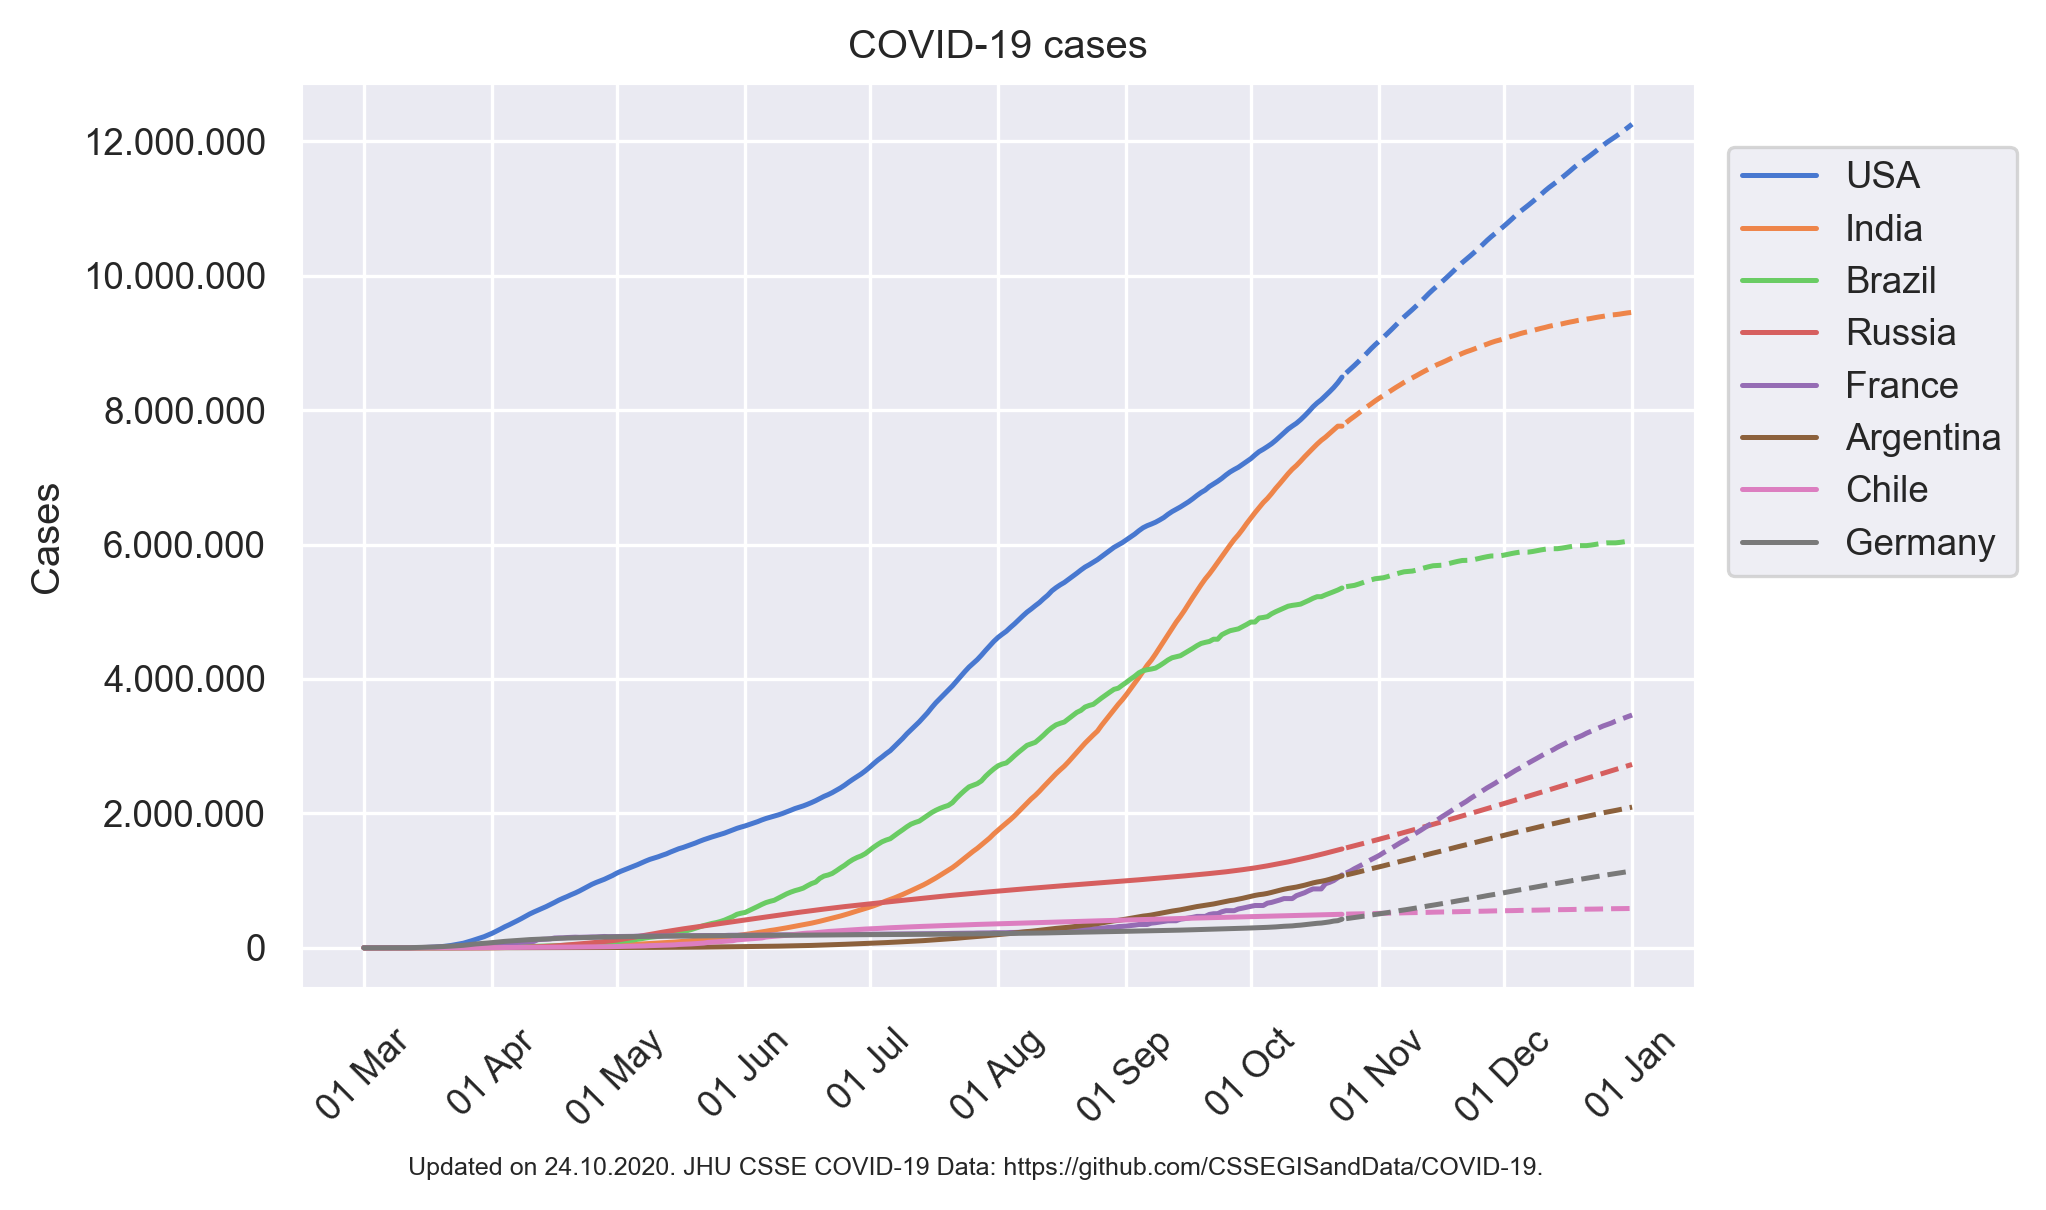 COVID-19 cases
12.000.000
10.000.000
8.000.000
6.000.000
4.000.000
2.000.000
0
Cases
USA
India
Brazil
Russia
France
Argentina
Chile
Germany
01 Mar
01 Apr
01 May
01 Jun
01 Jul
01 Aug
01 Sep
01 Oct
01 Nov
01 Dec
01 Jan
Updated on 24.10.2020. JHU CSSE COVID-19 Data: https://github.com/CSSEGISandData/COVID-19.